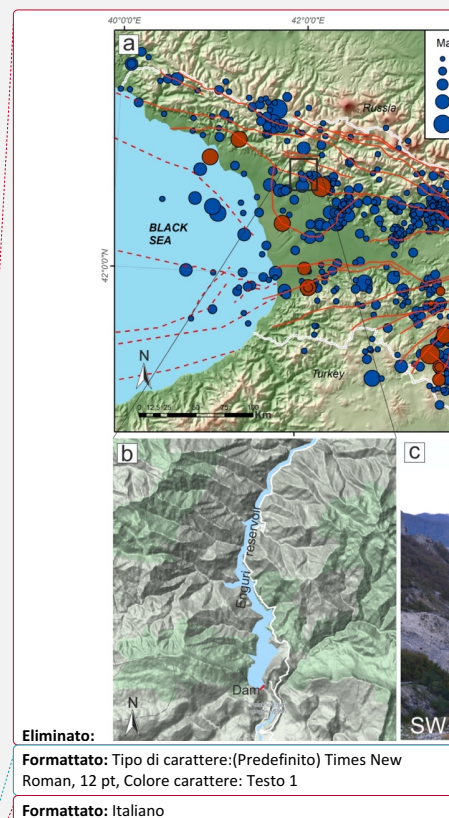 40°0'0"E
42°0'0"E
a
Ma
Russia
BLACK
SEA
42°0'0"N
N
Turkey
Km
b
c
Enguri reservoir
Dam
N
SW
Eliminato:
Formattato: Tipo di carattere:(Predefinito) Times New
Roman, 12 pt, Colore carattere: Testo 1
Formattato: Italiano